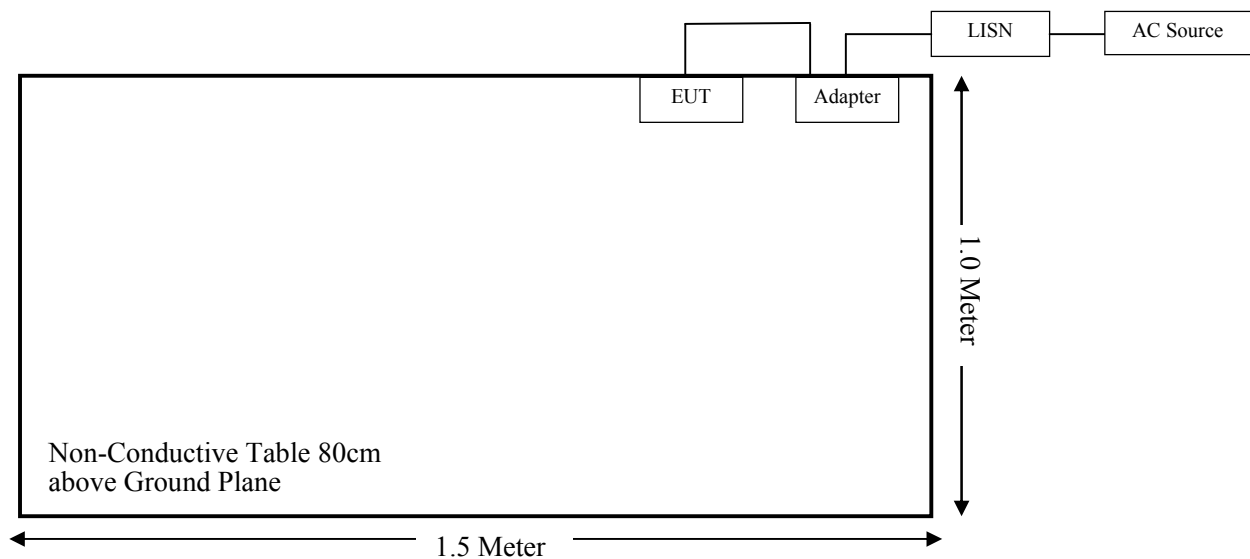 LISN
AC Source
EUT
Adapter
1.0 Meter
Non-Conductive Table 80cm
above Ground Plane
1.5 Meter